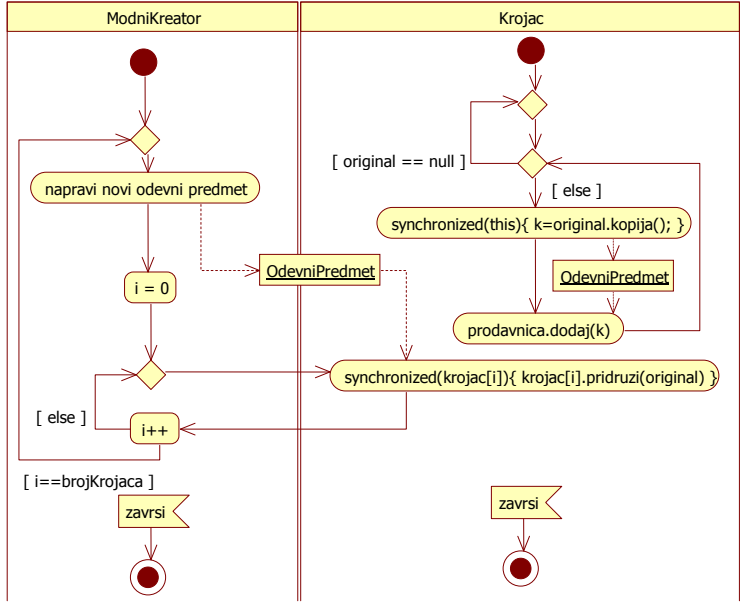 ModniKreator
Krojac
[ original == null ]
[ else ]
napravi novi odevni predmet
synchronized(this){ k=original.kopija(); }
OdevniPredmet
OdevniPredmet
i = 0
prodavnica.dodaj(k)
synchronized(krojac[i]){ krojac[i].pridruzi(original) }
[ else ]
i++
[ i==brojKrojaca ]
zavrsi
zavrsi